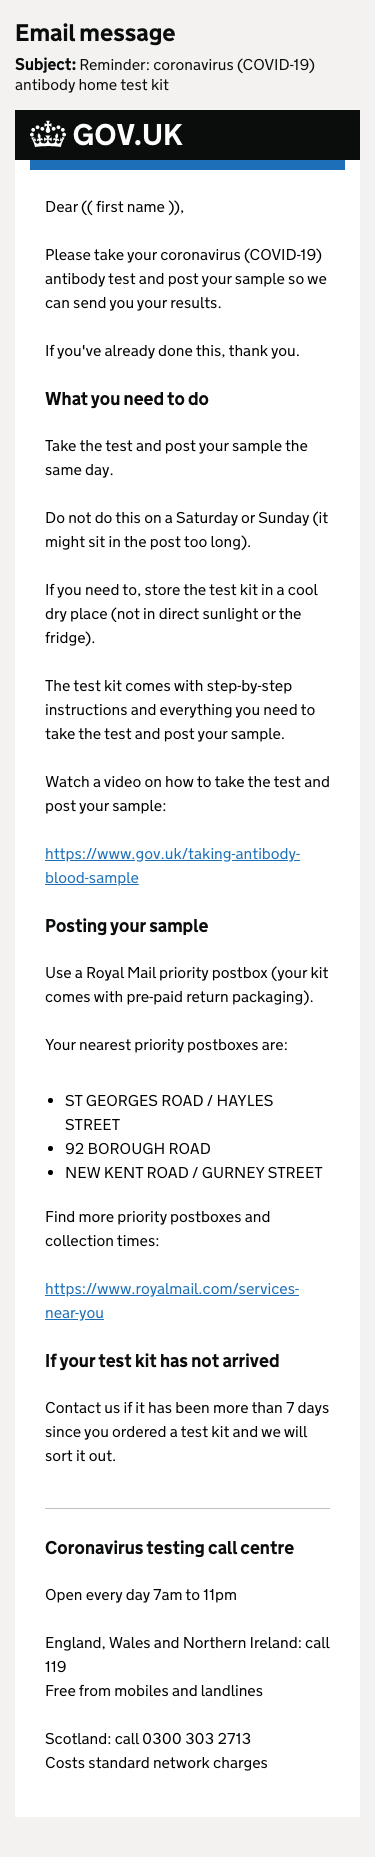 Email message
Subject: Reminder: coronavirus (COVID-19)
antibody home test kit
GOV.UK
Dear (( first name )),
Please take your coronavirus (COVID-19)
antibody test and post your sample so we
can send you your results.
If you've already done this, thank you.
What you need to do
Take the test and post your sample the
same day.
Do not do this on a Saturday or Sunday (it
might sit in the post too long).
If you need to, store the test kit in a cool
dry place (not in direct sunlight or the
fridge).
The test kit comes with step-by-step
instructions and everything you need to
take the test and post your sample.
Watch a video on how to take the test and
post your sample:
https://www.gov.uk/taking-antibody-
blood-sample
Posting your sample
Use a Royal Mail priority postbox (your kit
comes with pre-paid return packaging).
Your nearest priority postboxes are:
• ST GEORGES ROAD / HAYLES
STREET
• 92 BOROUGH ROAD
• NEW KENT ROAD / GURNEY STREET
Find more priority postboxes and
collection times:
https://www.royalmail.com/services-
near-you
If your test kit has not arrived
Contact us if it has been more than 7 days
since you ordered a test kit and we will
sort it out.
Coronavirus testing call centre
Open every day 7am to 11pm
England, Wales and Northern Ireland: call
119
Free from mobiles and landlines
Scotland: call 0300 303 2713
Costs standard network charges